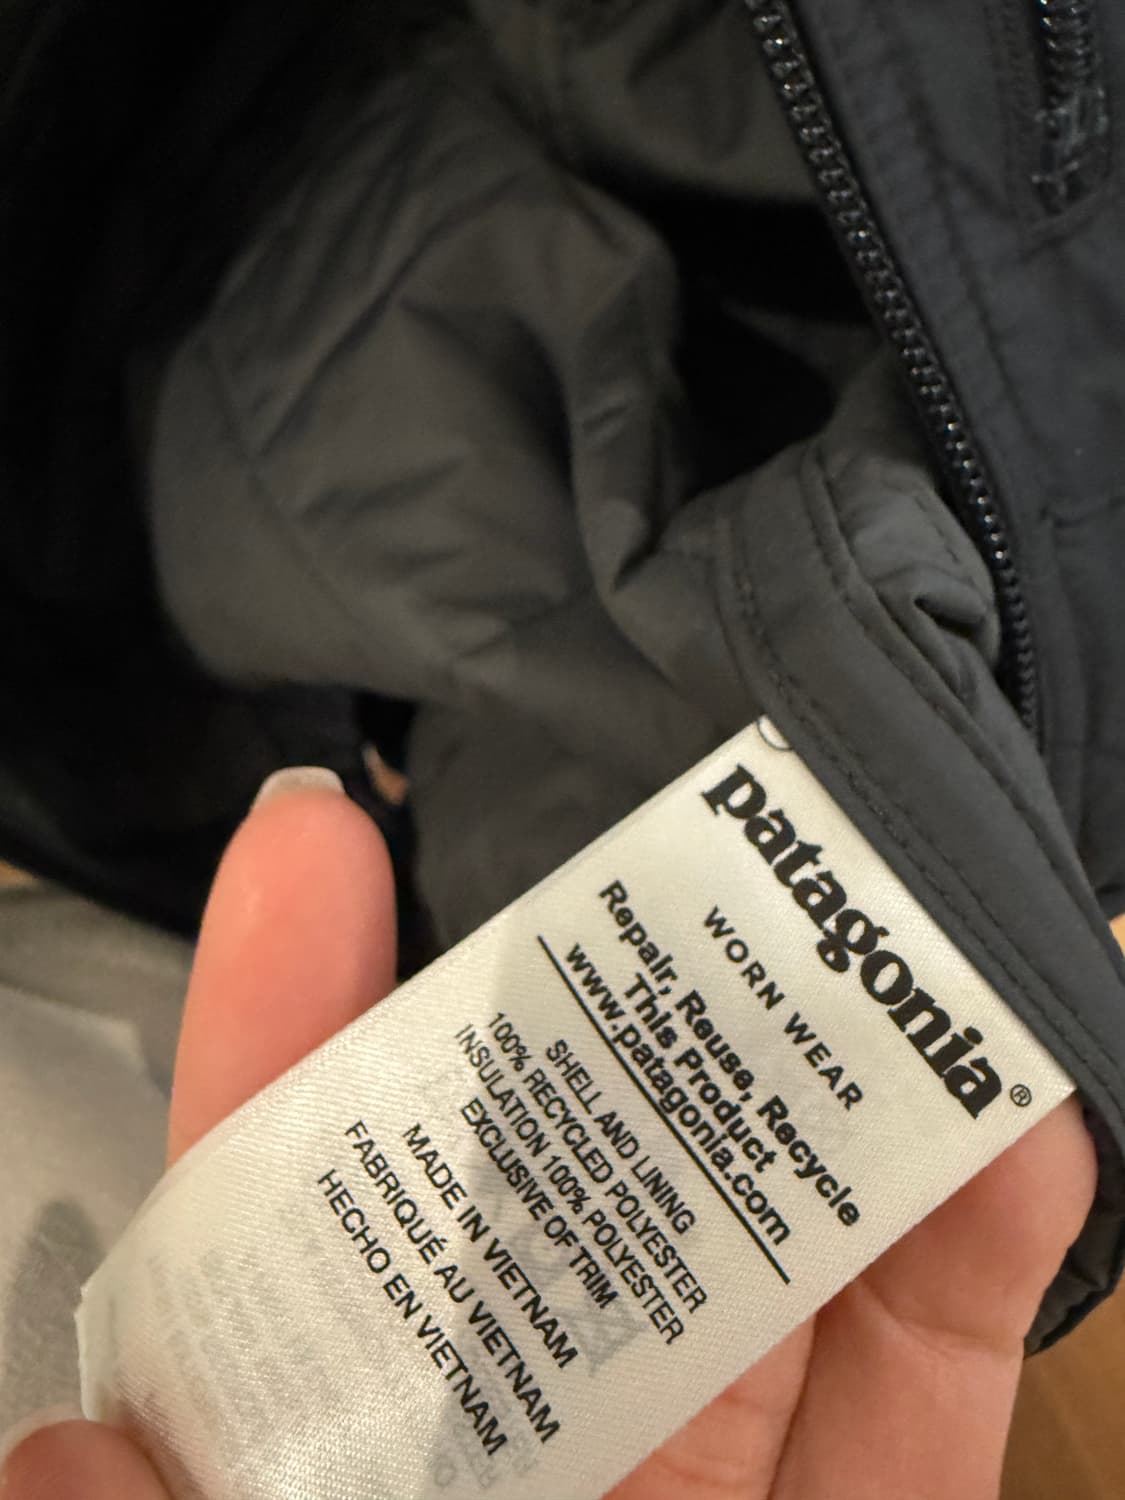 patagonia®
WORN WEAR
Repair, Reuse, Recycle
This Product
www.patagonia.com
SHELL AND LINING
100% RECYCLED POLYESTER
INSULATION 100% POLYESTER
EXCLUSIVE OF TRIM
MADE IN VIETNAM
FABRIQUÉ AU VIETNAM
HECHO EN VIETNAM